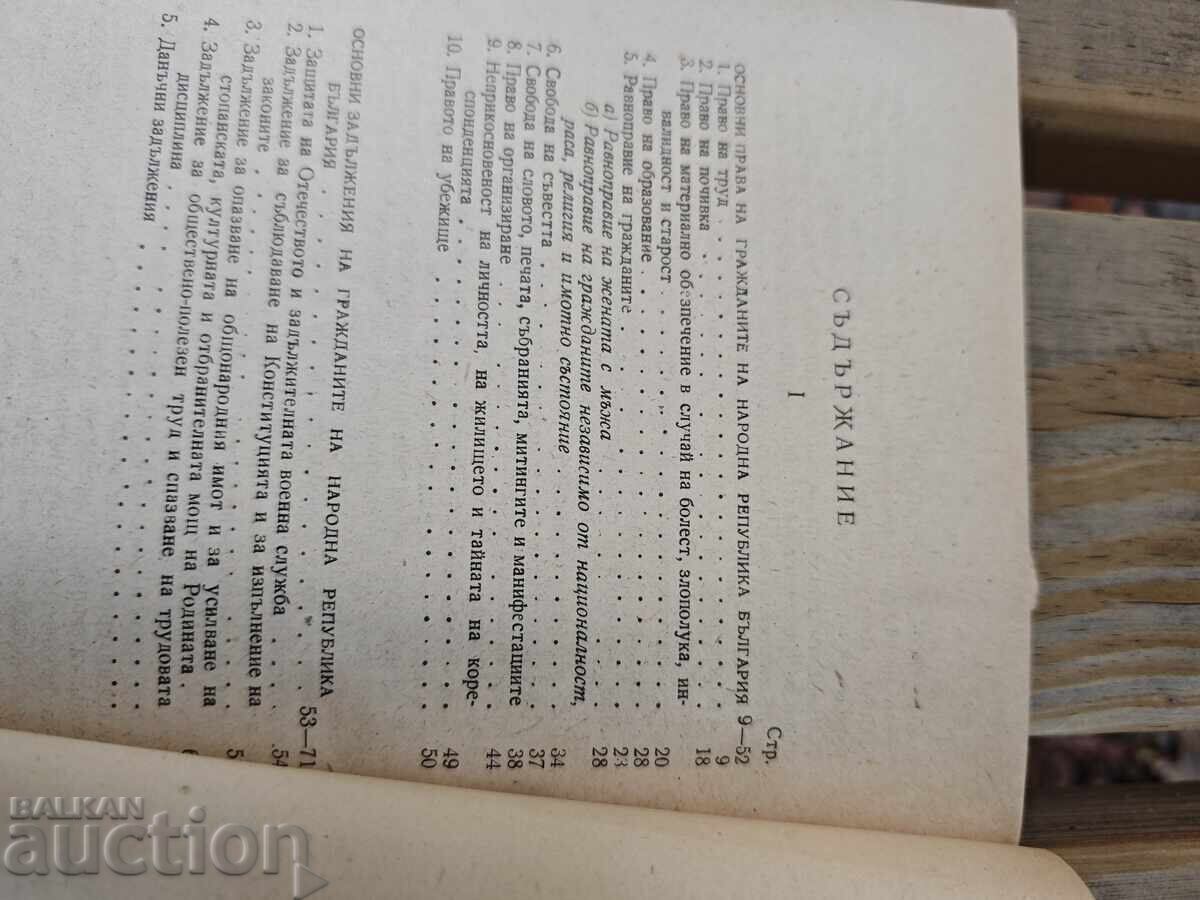 СЪДЪРЖАНИЕ
I
Стр.
ОСНОВНИ ПРАВА НА ГРАЖДАНИТЕ НА НАРОДНА РЕПУБЛИКА БЪЛГАРИЯ 9—52
1. Право на труд . . . . . . . . . . 9
2. Право на почивка . . . . . . . . . 18
3. Право на материално обезпечение в случай на болест, злополука, ин-
валидност и старост . . . . . . . . . 20
4. Право на образование . . . . . . . . . 28
5. Равноправие на гражданите . . . . . . . . . 23
а) Равноправие на жената с мъжа . . . . . . . 28
б) Равноправие на гражданите независимо от националност,
раса, религия и имотно състояние . . . . . . . 34
6. Свобода на съвестта . . . . . . . . . 37
7. Свобода на словото, печата, събранията, митингите и манифестациите 38
8. Право на организиране . . . . . . . . . 44
9. Неприкосновеност на личността, на жилището и тайната на коре-
спонденцията . . . . . . . . . 49
10. Правото на убежище . . . . . . . . . 50
ОСНОВНИ ЗАДЪЛЖЕНИЯ НА ГРАЖДАНИТЕ НА НАРОДНА РЕПУБЛИКА
БЪЛГАРИЯ . . . . . . . . . 53—71
1. Защита на Отечеството и задължителната военна служба . . . . 54
2. Задължение за съблюдаване на Конституцията и за изпълнение на
законите . . . . . . . . .
3. Задължение за опазване на общонародния имот и за усилване на
стопанската, културната и отбранителната мощ на Родината .
4. Задължение за обществено-полезен труд и спазване на трудовата
дисциплина . . . . . . . . .
5. Данъчни задължения . . . . . . . . .
BALKAN
auction